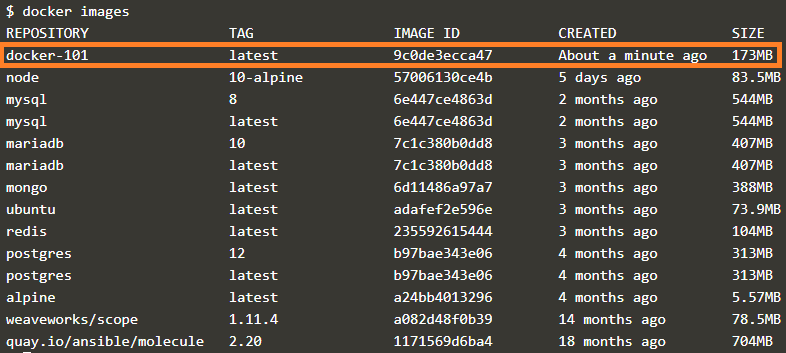 $ docker images
REPOSITORY TAG IMAGE ID CREATED SIZE
docker-101 latest 9c0de3ecca47 About a minute ago 173MB
node 10-alpine 57006130ce4b 5 days ago 83.5MB
mysql 8 6e447ce4863d 2 months ago 544MB
mysql latest 6e447ce4863d 2 months ago 544MB
mariadb 10 7c1c380b0dd8 3 months ago 407MB
mariadb latest 7c1c380b0dd8 3 months ago 407MB
mongo latest 6d11486a97a7 3 months ago 388MB
ubuntu latest adafef2e596e 3 months ago 73.9MB
redis latest 235592615444 3 months ago 104MB
postgres 12 b97bae343e06 4 months ago 313MB
postgres latest b97bae343e06 4 months ago 313MB
alpine latest a24bb4013296 4 months ago 5.57MB
weaveworks/scope 1.11.4 a082d48f0b39 14 months ago 78.5MB
quay.io/ansible/molecule 2.20 1171569d6ba4 18 months ago 704MB